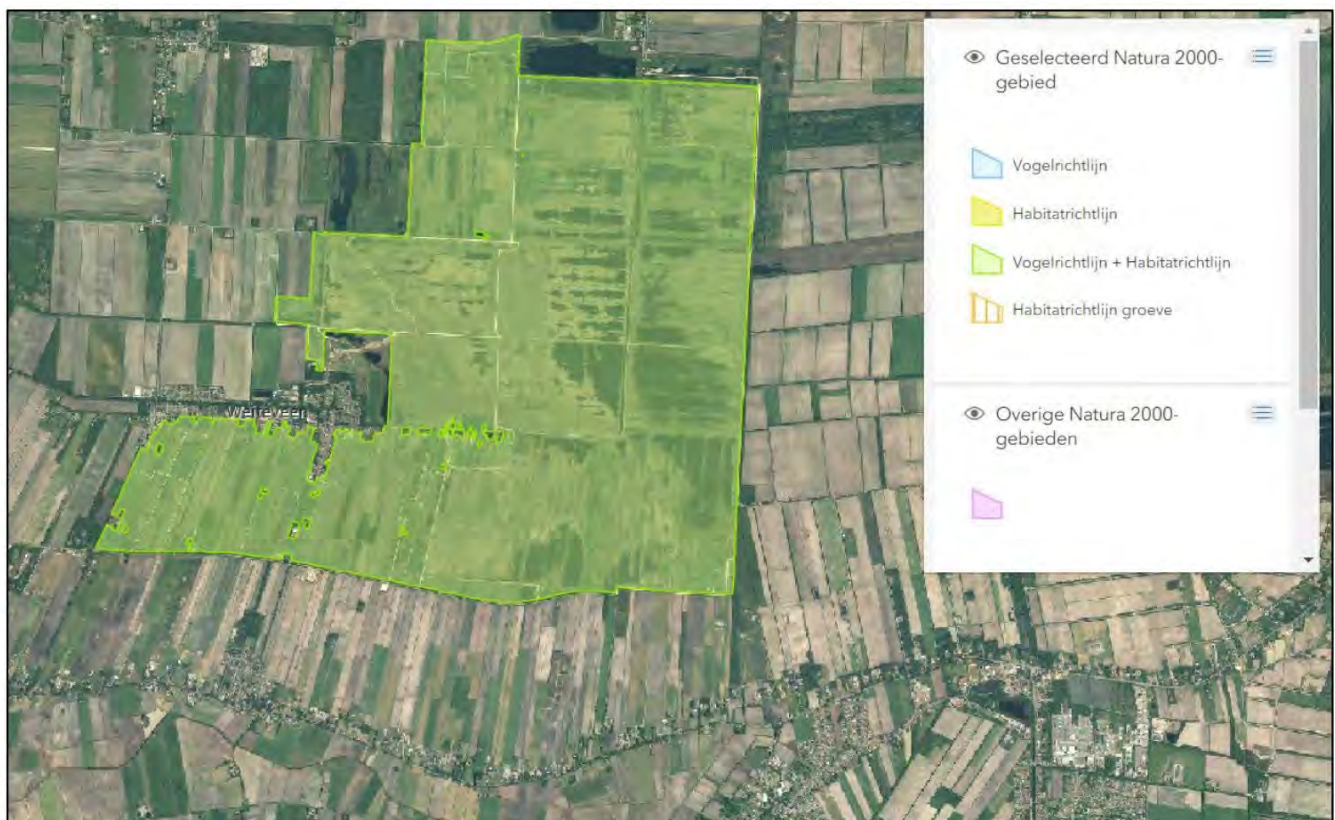 Geselecteerd Natura 2000-
gebied
Vogelrichtlijn
Habitatrichtlijn
Vogelrichtlijn + Habitatrichtlijn
Habitatrichtlijn groeve
Weiteveen
Overige Natura 2000-
gebieden